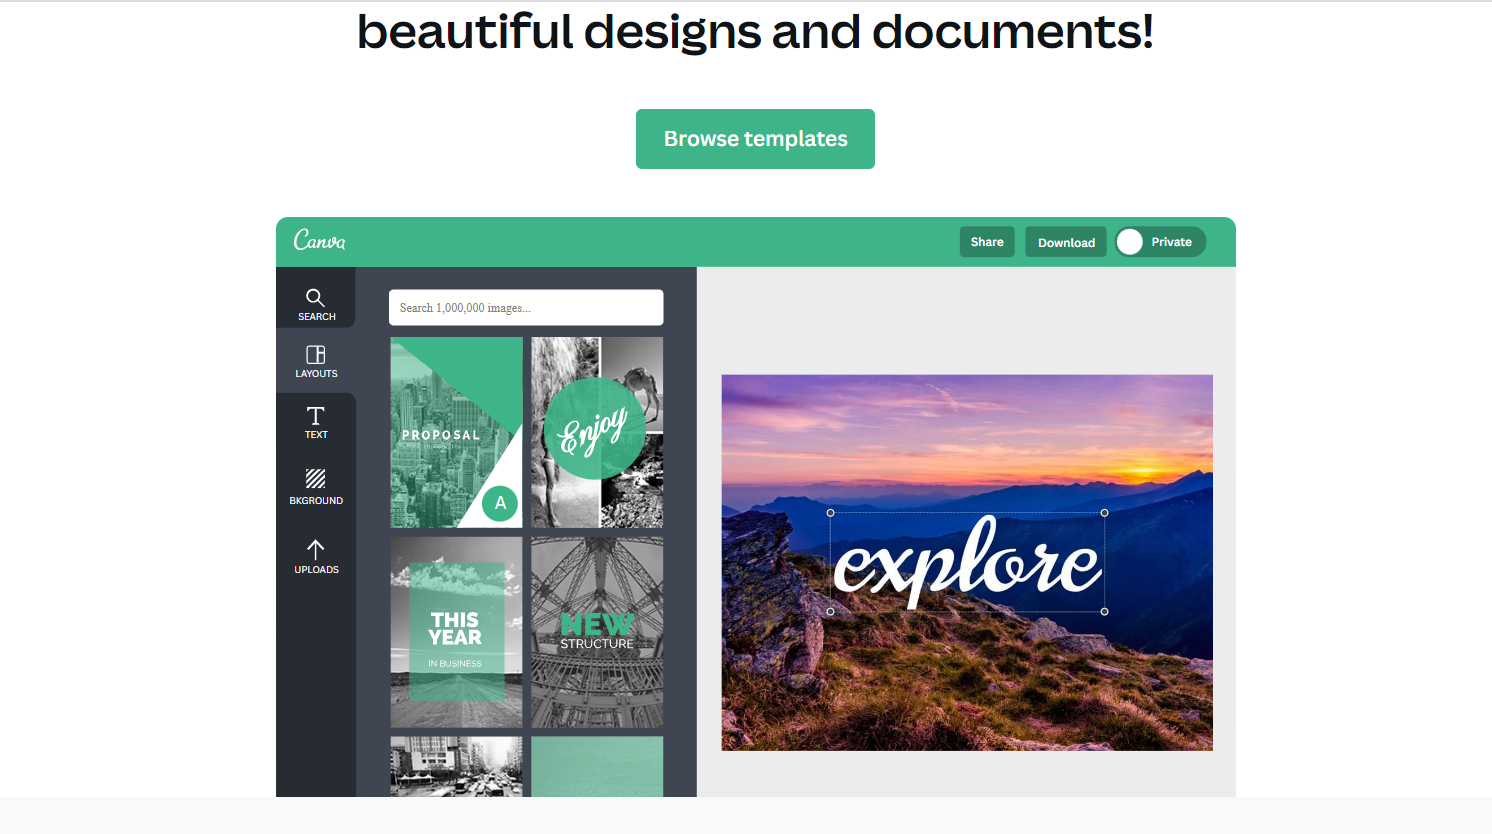 beautiful designs and documents!
Browse templates
Canva
Share
Download
Private
SEARCH
LAYOUTS
TEXT
BKGROUND
UPLOADS
Search 1,000,000 images...
PROPOSAL
A
Enjoy
THIS
YEAR
IN BUSINESS
NEW
STRUCTURE
explore